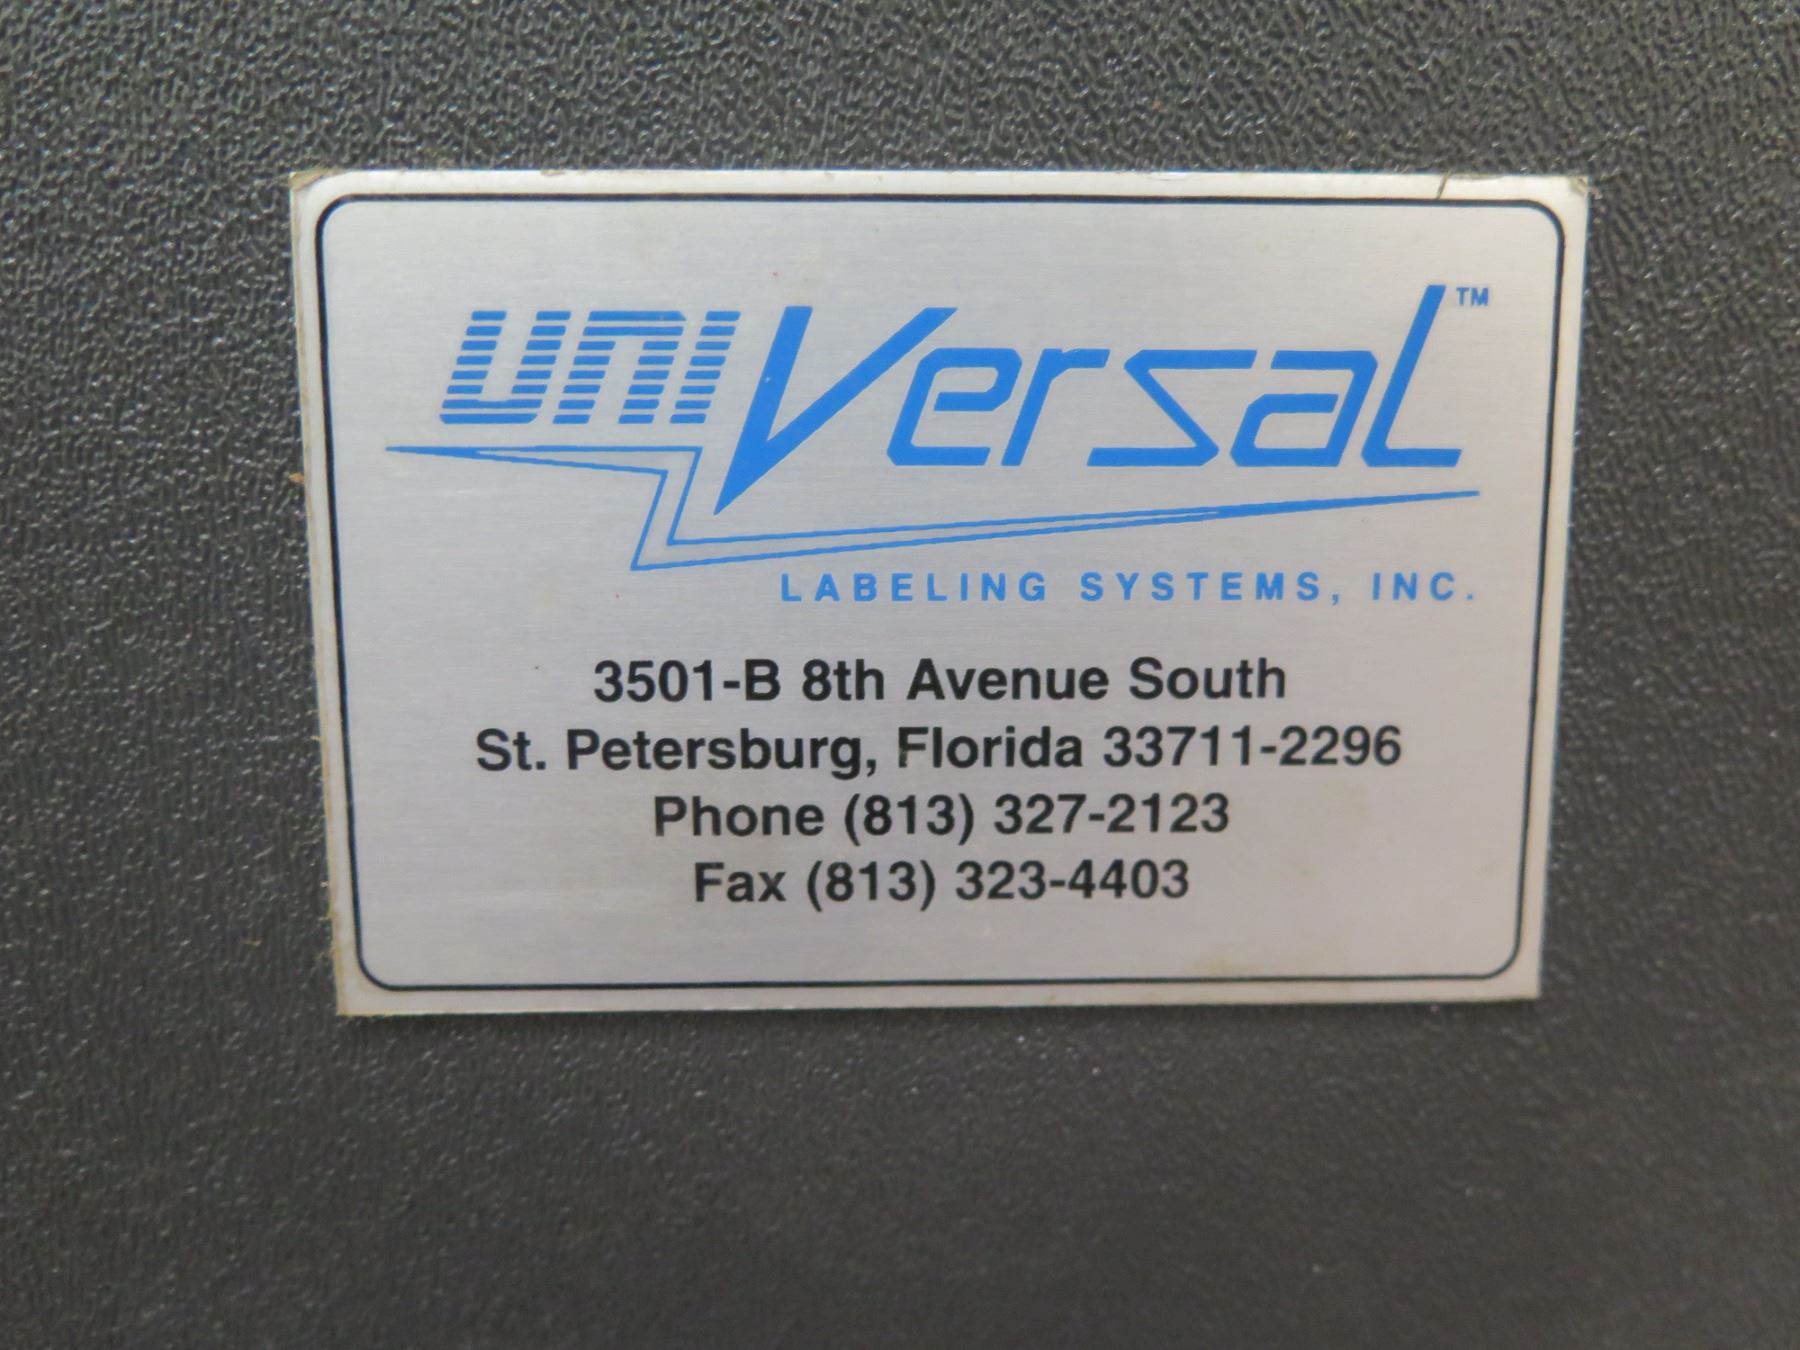 uniVersal™
LABELING SYSTEMS, INC.
3501-B 8th Avenue South
St. Petersburg, Florida 33711-2296
Phone (813) 327-2123
Fax (813) 323-4403